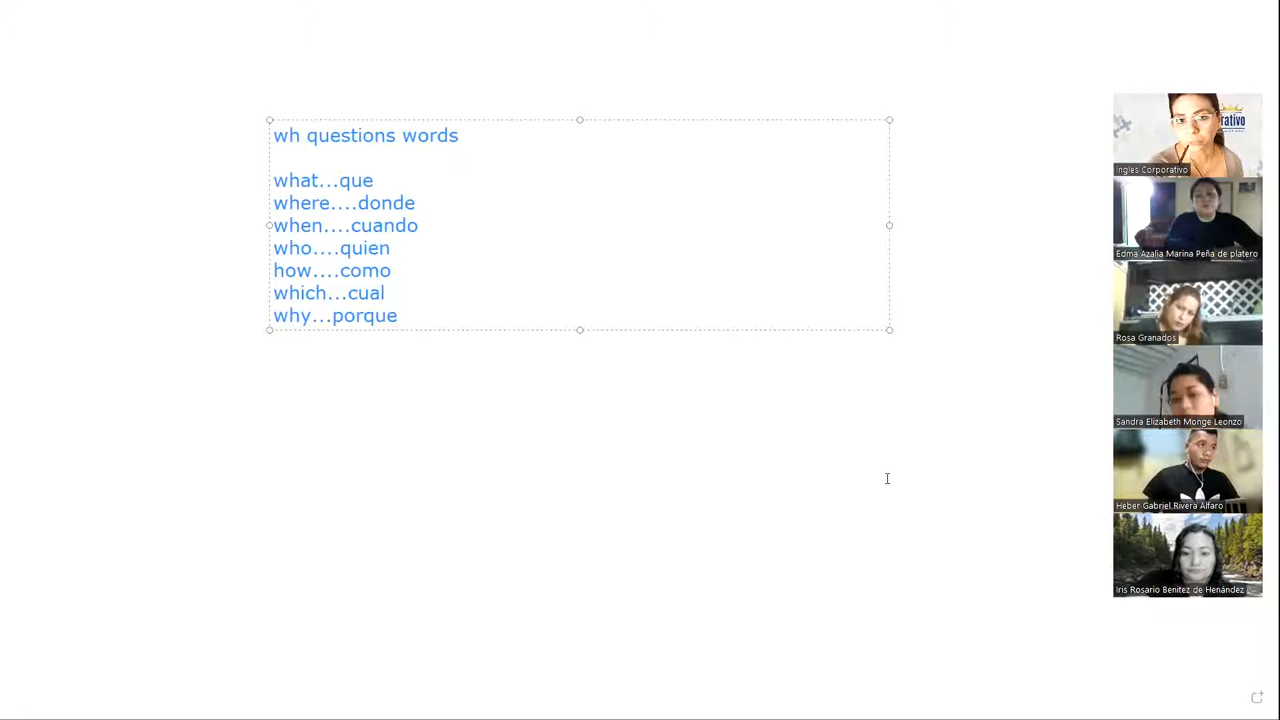 wh questions words
what...que
where....donde
when....cuando
who....quien
how....como
which...cual
why...porque
rativo
Ingles Corporativo
Edma Azalia Marina Peña de platero
Rosa Granados
Sandra Elizabeth Monge Leonzo
Heber Gabriel Rivera Alfaro
Iris Rosario Benitez de Henández